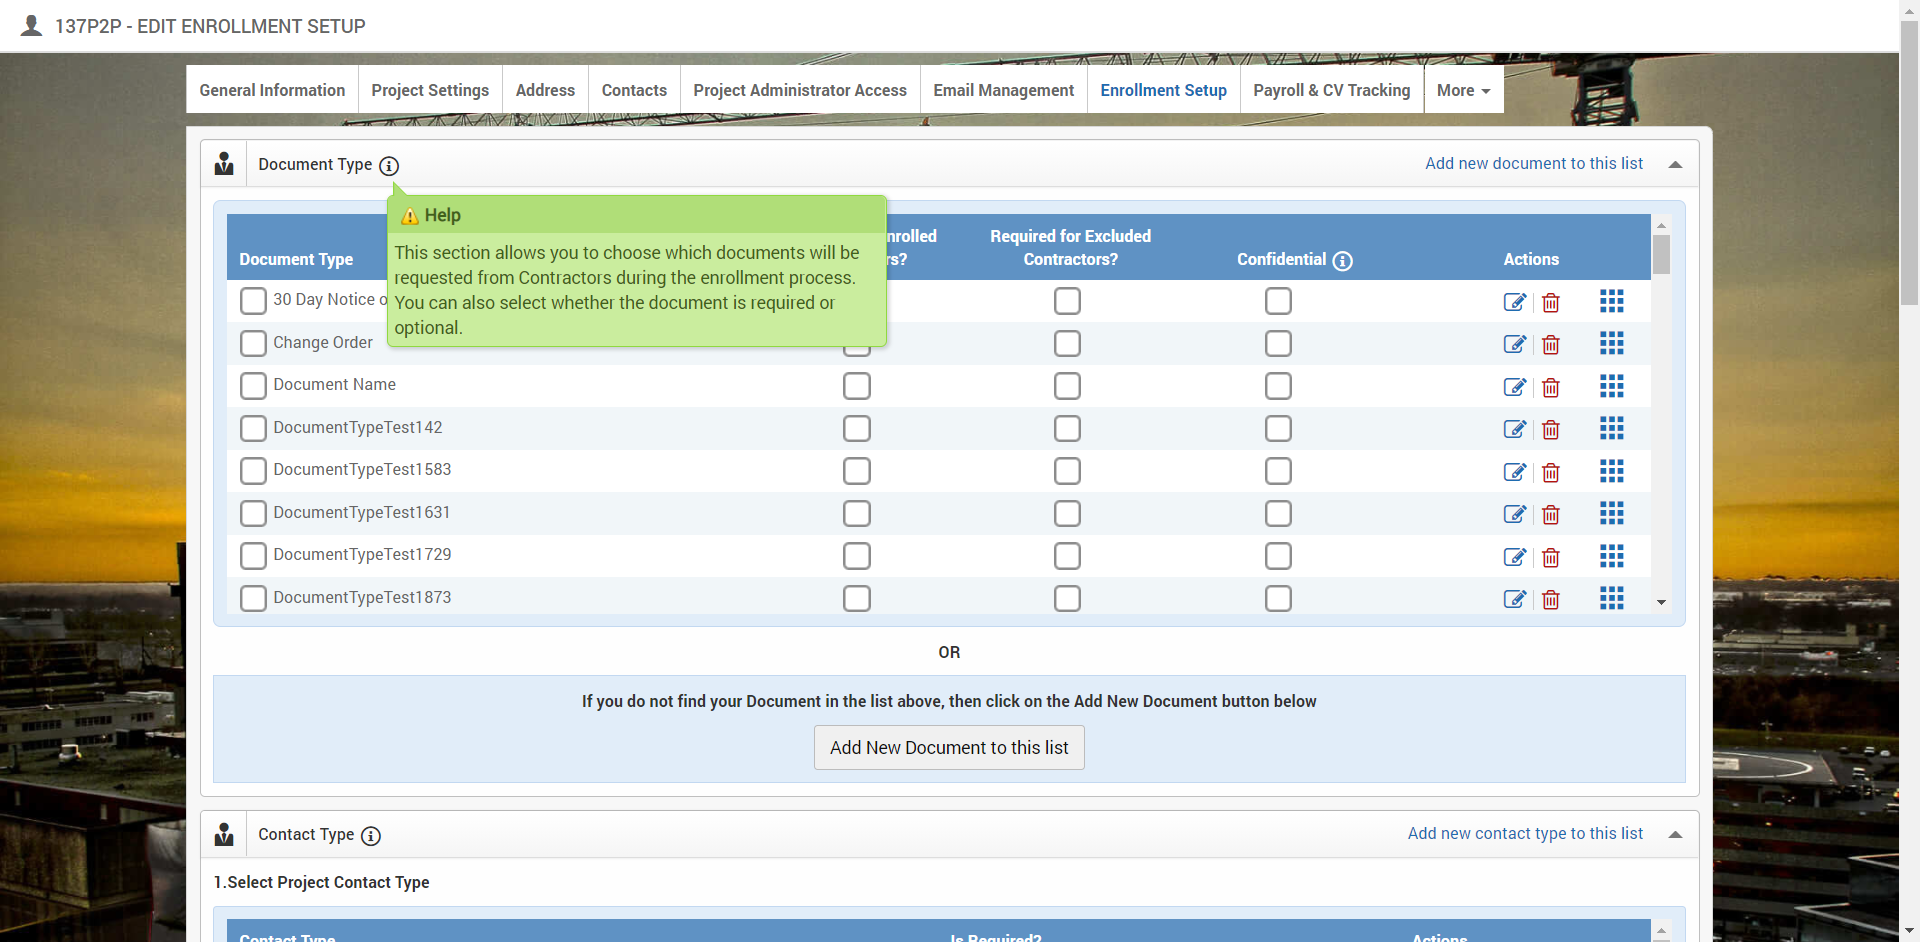 137P2P - EDIT ENROLLMENT SETUP
General Information
Project Settings
Address
Contacts
Project Administrator Access
Email Management
Enrollment Setup
Payroll & CV Tracking
More
Document Type
Add new document to this list
Help
This section allows you to choose which documents will be
requested from Contractors during the enrollment process.
You can also select whether the document is required or
optional.
Document Type
Required for Excluded
Contractors?
Confidential
Actions
30 Day Notice
Change Order
Document Name
DocumentTypeTest142
DocumentTypeTest1583
DocumentTypeTest1631
DocumentTypeTest1729
DocumentTypeTest1873
OR
If you do not find your Document in the list above, then click on the Add New Document button below
Add New Document to this list
Contact Type
Add new contact type to this list
1.Select Project Contact Type
Contact Type
Is Required?
Actions